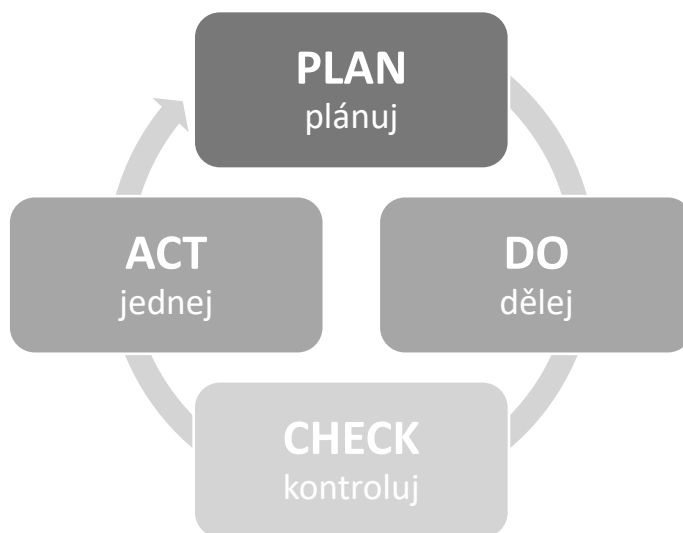 PLAN
plánuj
ACT
jednej
DO
dělej
CHECK
kontroluj